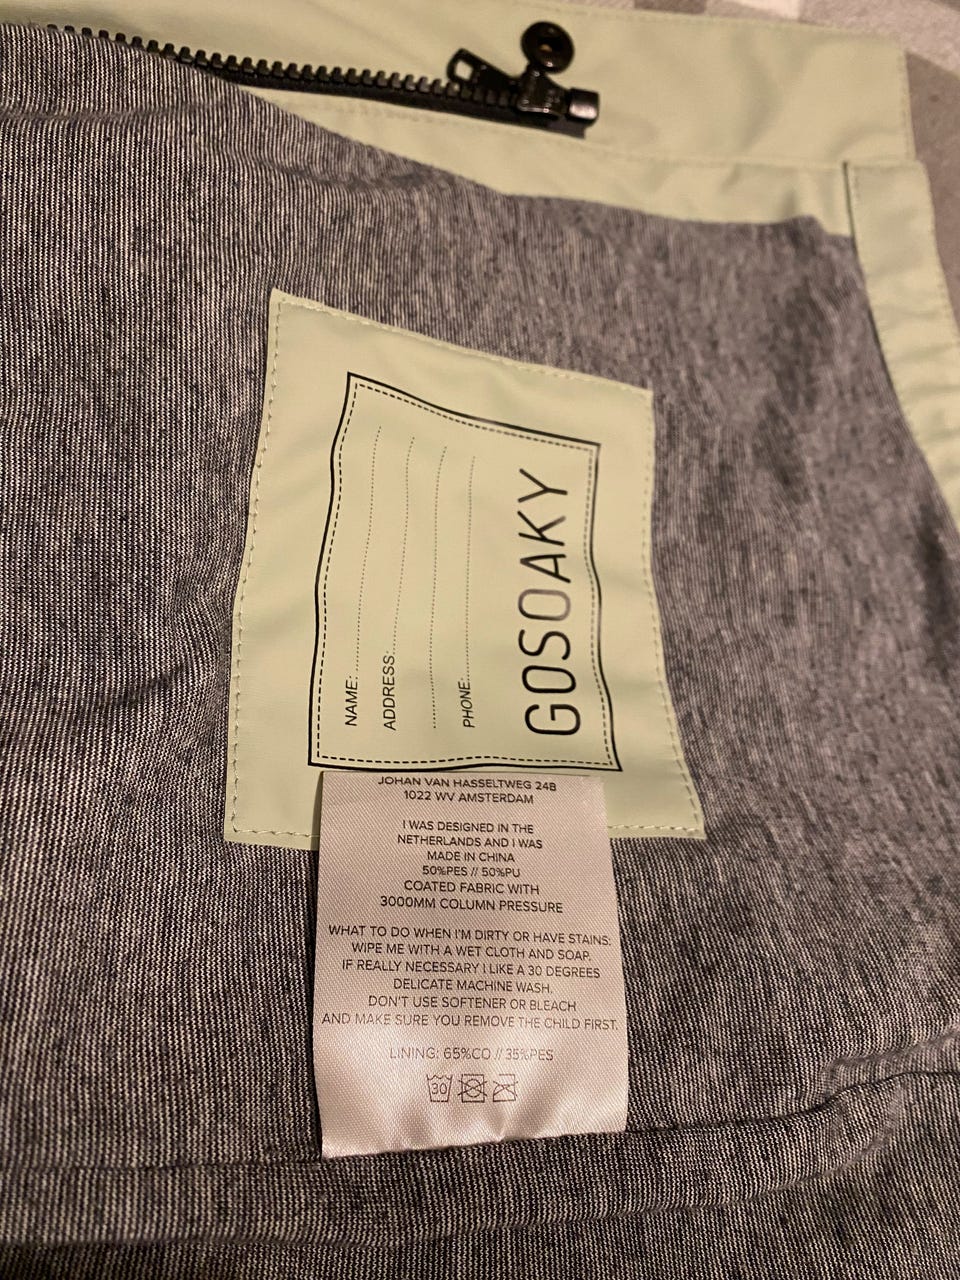 NAME:
ADDRESS:
PHONE:
GOSOAKY
JOHAN VAN HASSELTWEG 24B
1022 WV AMSTERDAM
I WAS DESIGNED IN THE
NETHERLANDS AND I WAS
MADE IN CHINA
50%PES // 50%PU
COATED FABRIC WITH
3000MM COLUMN PRESSURE
WHAT TO DO WHEN I'M DIRTY OR HAVE STAINS:
WIPE ME WITH A WET CLOTH AND SOAP.
IF REALLY NECESSARY I LIKE A 30 DEGREES
DELICATE MACHINE WASH.
DON'T USE SOFTENER OR BLEACH
AND MAKE SURE YOU REMOVE THE CHILD FIRST.
LINING: 65%CO // 35%PES
30